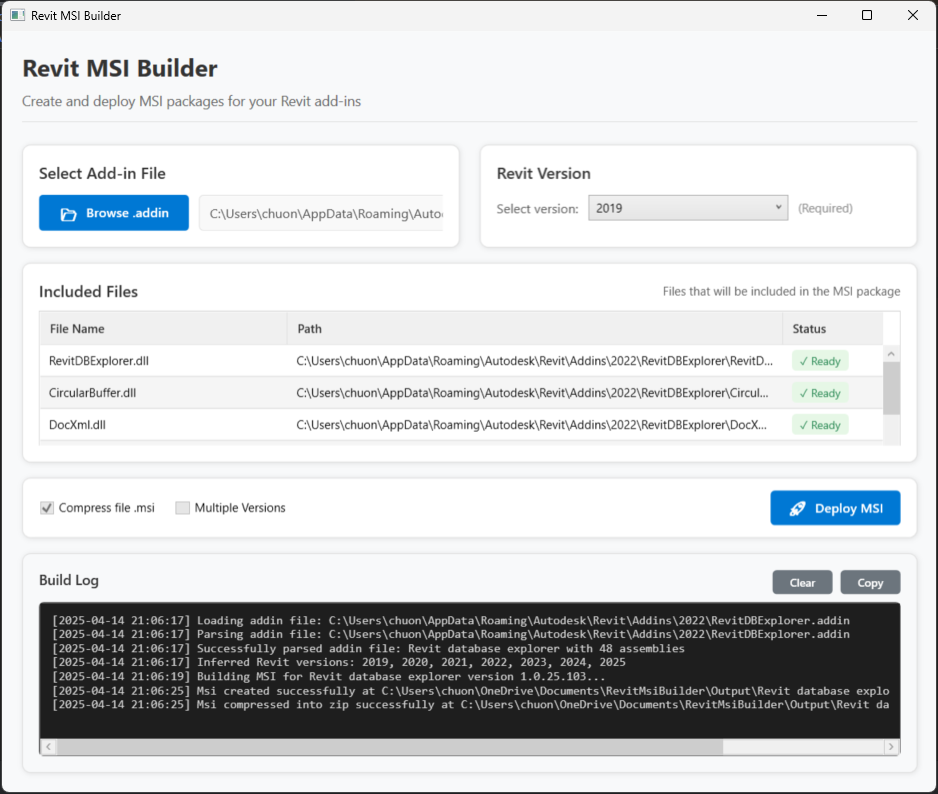 Revit MSI Builder
Revit MSI Builder
Create and deploy MSI packages for your Revit add-ins
Select Add-in File
Browse .addin
C:\Users\chuon\AppData\Roaming\Auto
Revit Version
Select version:
2019
(Required)
Included Files
Files that will be included in the MSI package
File Name Path Status
RevitDBExplorer.dll C:\Users\chuon\AppData\Roaming\Autodesk\Revit\Addins\2022\RevitDBExplorer\RevitD... ✓ Ready
CircularBuffer.dll C:\Users\chuon\AppData\Roaming\Autodesk\Revit\Addins\2022\RevitDBExplorer\Circul... ✓ Ready
DocXml.dll C:\Users\chuon\AppData\Roaming\Autodesk\Revit\Addins\2022\RevitDBExplorer\DocX... ✓ Ready
Compress file .msi
Multiple Versions
Deploy MSI
Build Log
Clear
Copy
[2025-04-14 21:06:17] Loading addin file: C:\Users\chuon\AppData\Roaming\Autodesk\Revit\Addins\2022\RevitDBExplorer.addin
[2025-04-14 21:06:17] Parsing addin file: C:\Users\chuon\AppData\Roaming\Autodesk\Revit\Addins\2022\RevitDBExplorer.addin
[2025-04-14 21:06:17] Successfully parsed addin file: Revit database explorer with 48 assemblies
[2025-04-14 21:06:17] Inferred Revit versions: 2019, 2020, 2021, 2022, 2023, 2024, 2025
[2025-04-14 21:06:19] Building MSI for Revit database explorer version 1.0.25.103...
[2025-04-14 21:06:25] Msi created successfully at C:\Users\chuon\OneDrive\Documents\RevitMsiBuilder\Output\Revit database explo
[2025-04-14 21:06:25] Msi compressed into zip successfully at C:\Users\chuon\OneDrive\Documents\RevitMsiBuilder\Output\Revit da